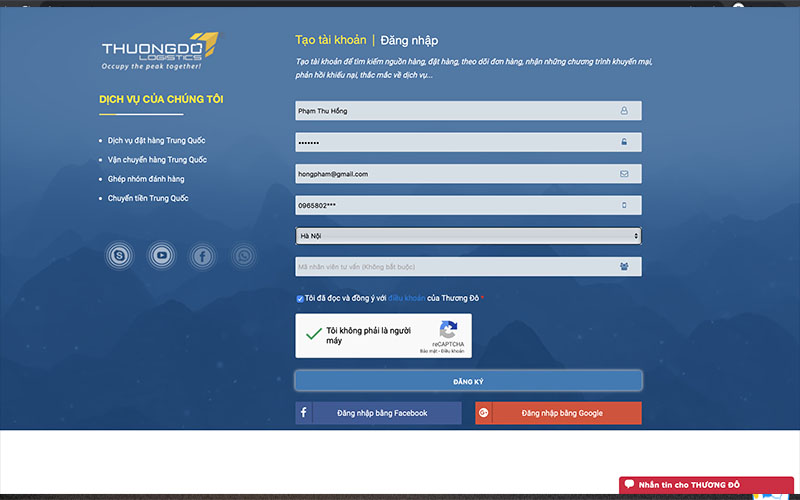 THUONGDO
LOGISTICS
Occupy the peak together!
DỊCH VỤ CỦA CHÚNG TÔI
Dịch vụ đặt hàng Trung Quốc
Vận chuyển hàng Trung Quốc
Ghép nhóm đánh hàng
Chuyển tiền Trung Quốc
Tạo tài khoản | Đăng nhập
Tạo tài khoản để tìm kiếm nguồn hàng, đặt hàng, theo dõi đơn hàng, nhận những chương trình khuyến mại,
phản hồi khiếu nại, thắc mắc về dịch vụ...
Phạm Thu Hồng
•••••••
hongpham@gmail.com
0965802***
Hà Nội
Mã nhân viên tư vấn (Không bắt buộc)
Tôi đã đọc và đồng ý với điều khoản của Thương Đô *
Tôi không phải là người
máy
reCAPTCHA
Bảo mật - Điều khoản
ĐĂNG KÝ
Đăng nhập bằng Facebook
Đăng nhập bằng Google
Nhắn tin cho THƯƠNG ĐÔ